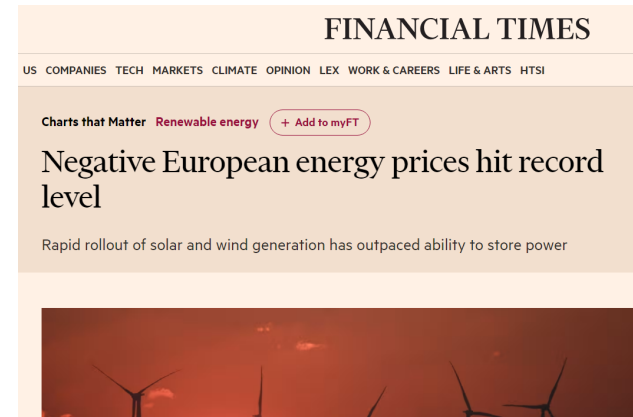 FINANCIAL TIMES
US COMPANIES TECH MARKETS CLIMATE OPINION LEX WORK & CAREERS LIFE & ARTS HTSI
Charts that Matter Renewable energy + Add to myFT
Negative European energy prices hit record
level
Rapid rollout of solar and wind generation has outpaced ability to store power